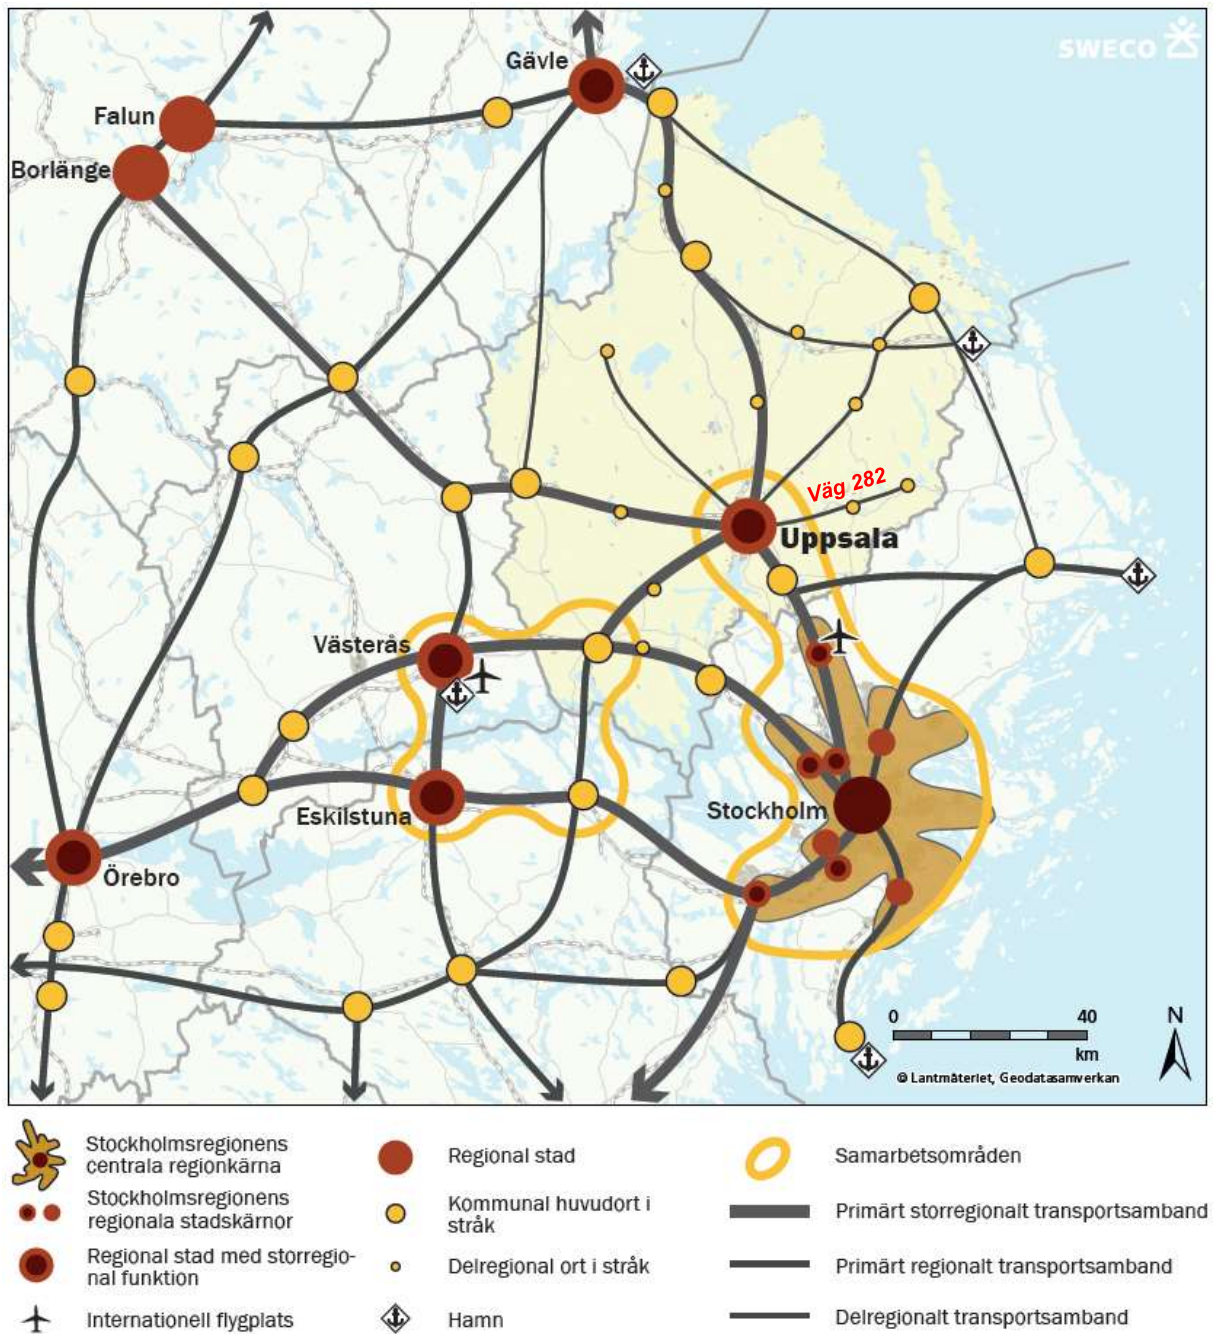 SWECO
Gävle
Falun
Borlänge
Väg 282
Uppsala
Västerås
Stockholm
Eskilstuna
Örebro
0 40
km
N
© Lantmäteriet, Geodatasamverkan
Stockholmsregionens
centrala regionkärna
Stockholmsregionens
regionala stadskärnor
Regional stad med storregio-
nal funktion
Internationell flygplats
Regional stad
Kommunal huvudort i
stråk
Delregional ort i stråk
Hamn
Samarbetsområden
Primärt storregionalt transportsamband
Primärt regionalt transportsamband
Delregionalt transportsamband